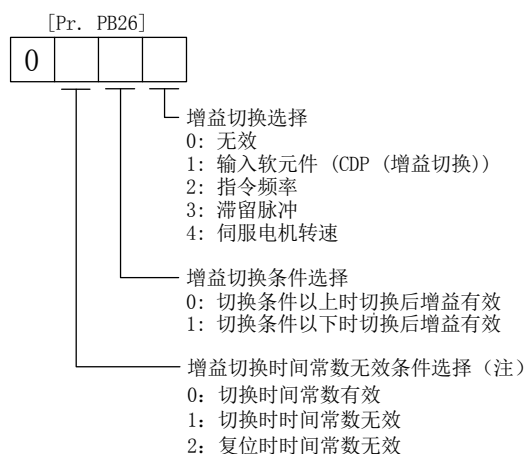 [Pr. PB26]
0
增益切换选择
0: 无效
1: 输入软元件 (CDP (增益切换))
2: 指令频率
3: 滞留脉冲
4: 伺服电机转速
增益切换条件选择
0: 切换条件以上时切换后增益有效
1: 切换条件以下时切换后增益有效
增益切换时间常数无效条件选择（注）
0：切换时间常数有效
1：切换时时间常数无效
2：复位时时间常数无效